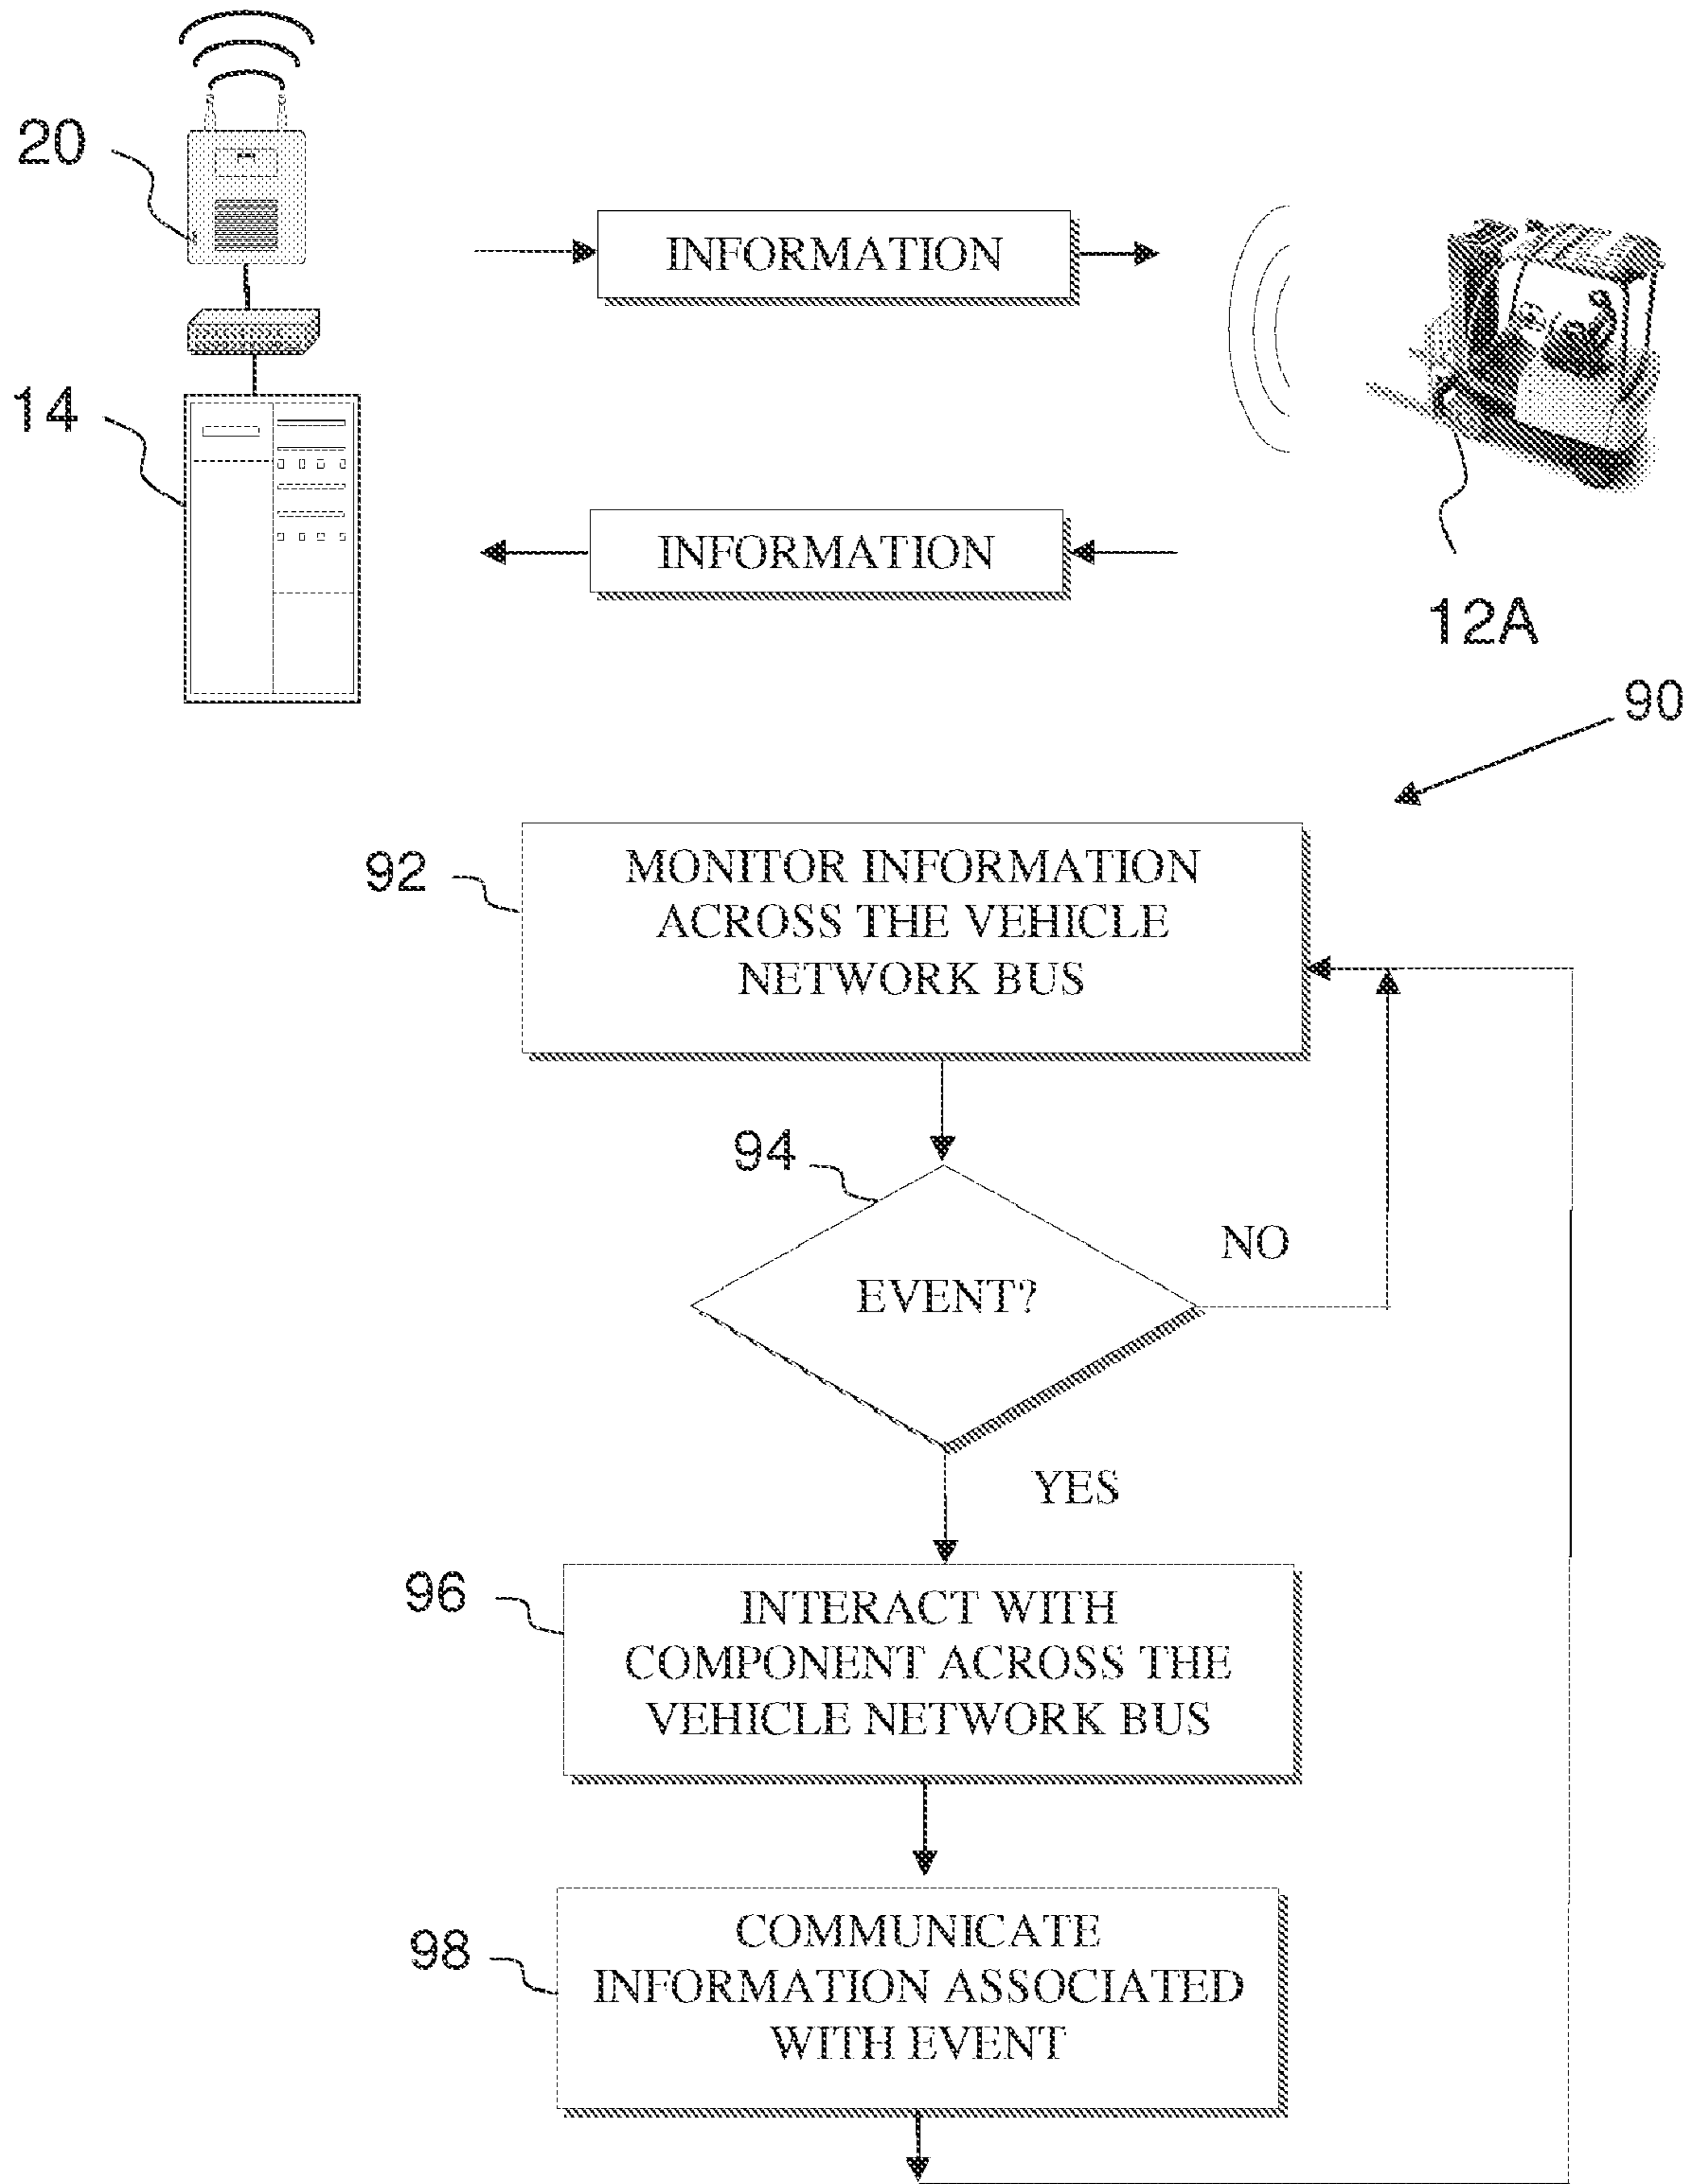 20
INFORMATION
14
INFORMATION
12A
90
92
MONITOR INFORMATION
ACROSS THE VEHICLE
NETWORK BUS
94
NO
EVENT?
YES
96
INTERACT WITH
COMPONENT ACROSS THE
VEHICLE NETWORK BUS
98
COMMUNICATE
INFORMATION ASSOCIATED
WITH EVENT